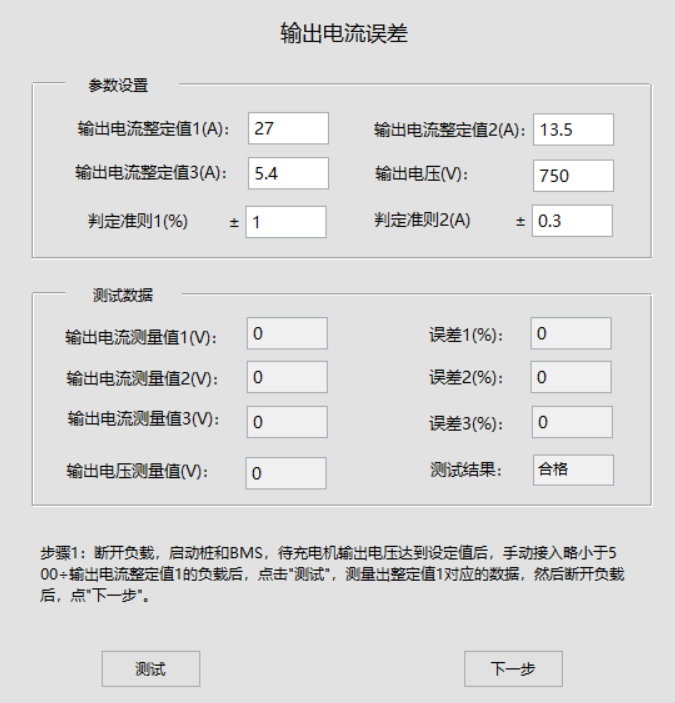 输出电流误差
参数设置
输出电流整定值1(A): 27 输出电流整定值2(A): 13.5
输出电流整定值3(A): 5.4 输出电压(V): 750
判定准则1(%) ± 1 判定准则2(A) ± 0.3
测试数据
输出电流测量值1(V): 0 误差1(%): 0
输出电流测量值2(V): 0 误差2(%): 0
输出电流测量值3(V): 0 误差3(%): 0
输出电压测量值(V): 0 测试结果: 合格
步骤1：断开负载，启动桩和BMS，待充电机输出电压达到设定值后，手动接入略小于5
00÷输出电流整定值1的负载后，点击"测试"，测量出整定值1对应的数据，然后断开负载
后，点"下一步"。
测试 下一步